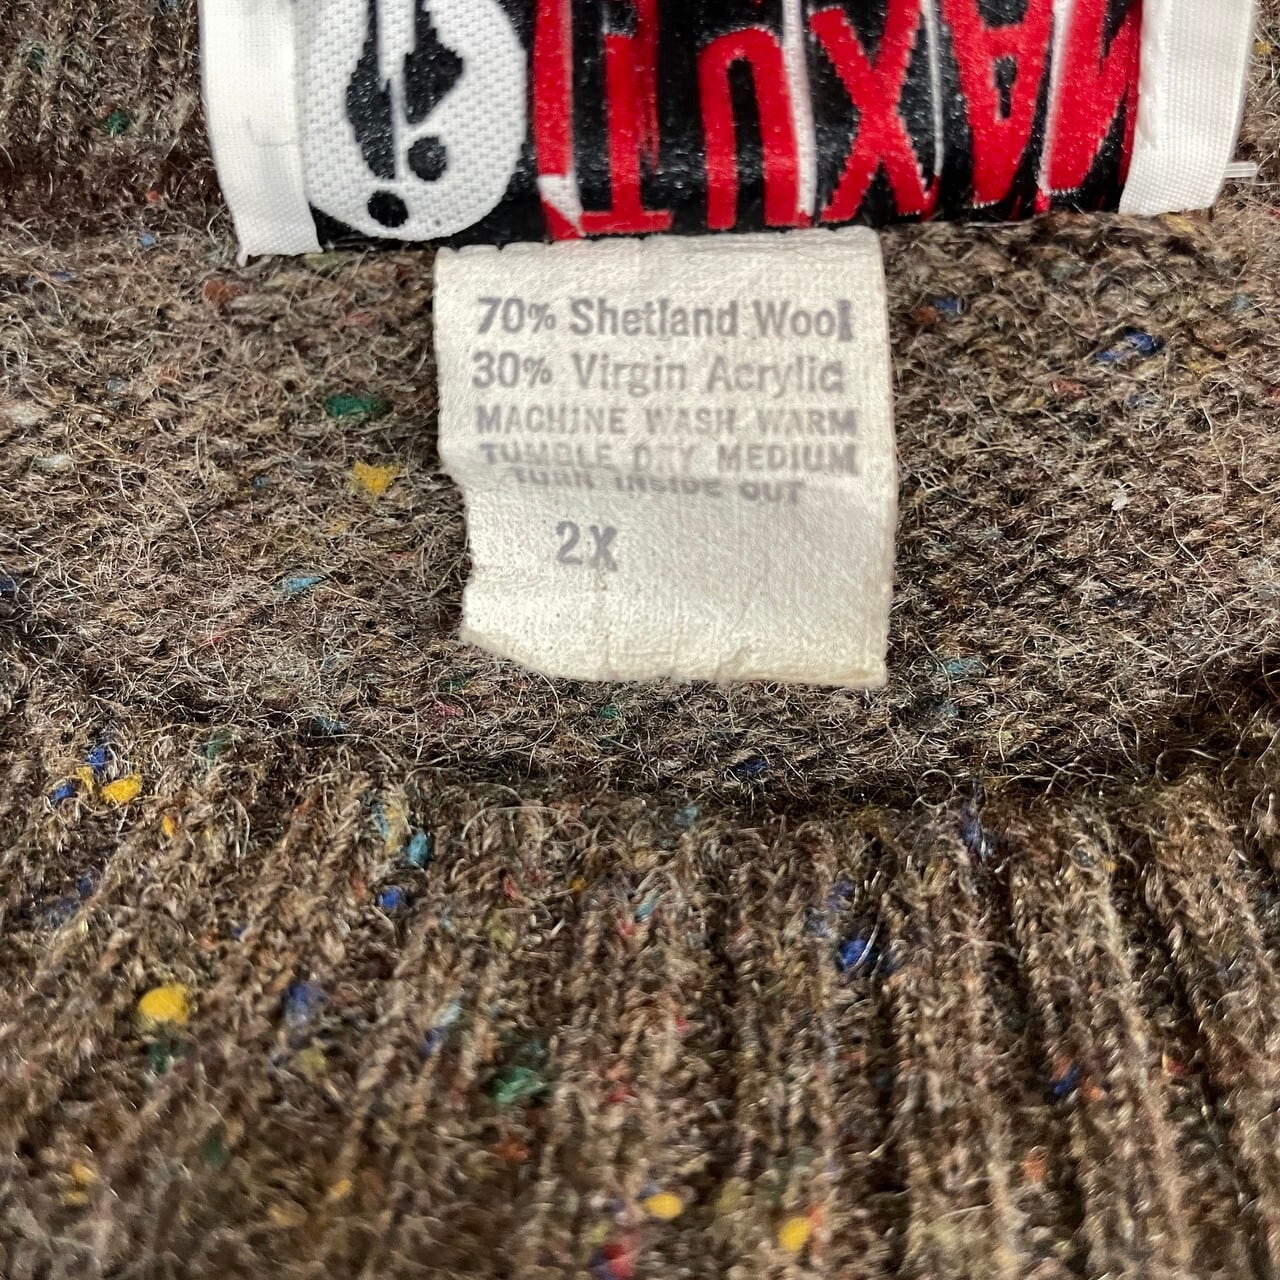 70% Shetland Wool
30% Virgin Acrylic
MACHINE WASH WARM
TUMBLE DRY MEDIUM
TURN INSIDE OUT
2X